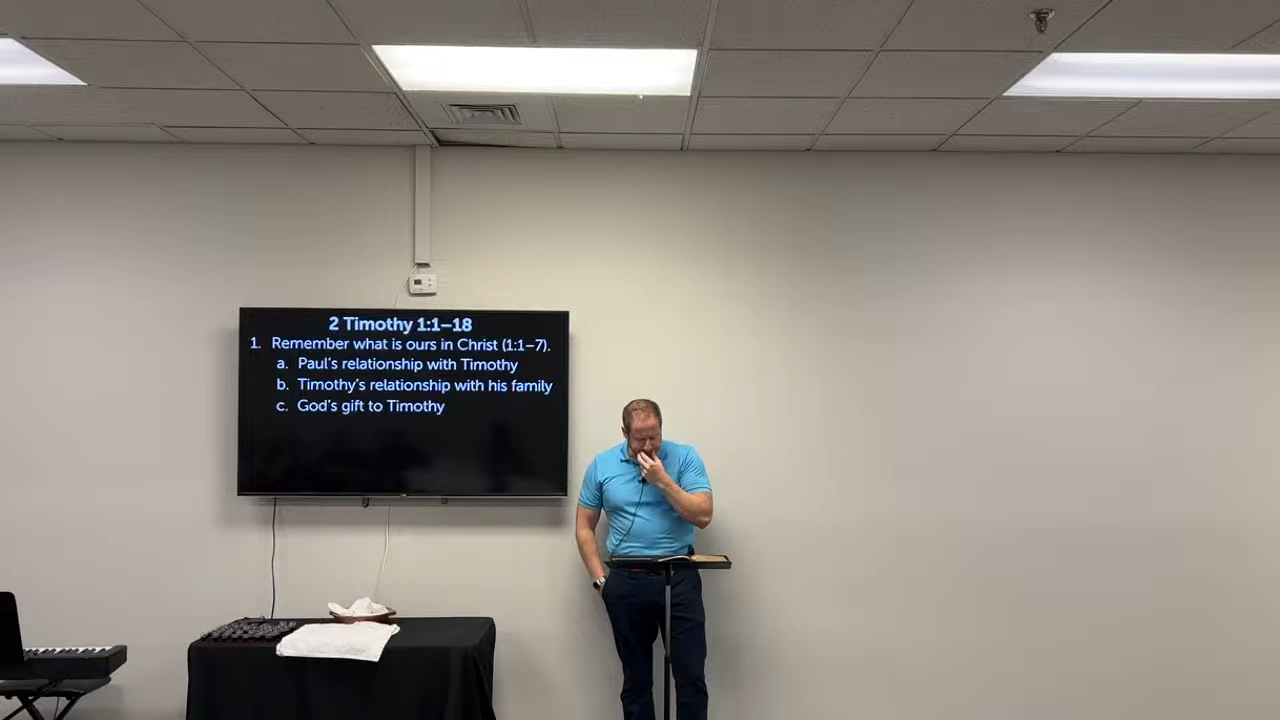 2 Timothy 1:1–18
1. Remember what is ours in Christ (1:1–7).
a. Paul's relationship with Timothy
b. Timothy's relationship with his family
c. God's gift to Timothy